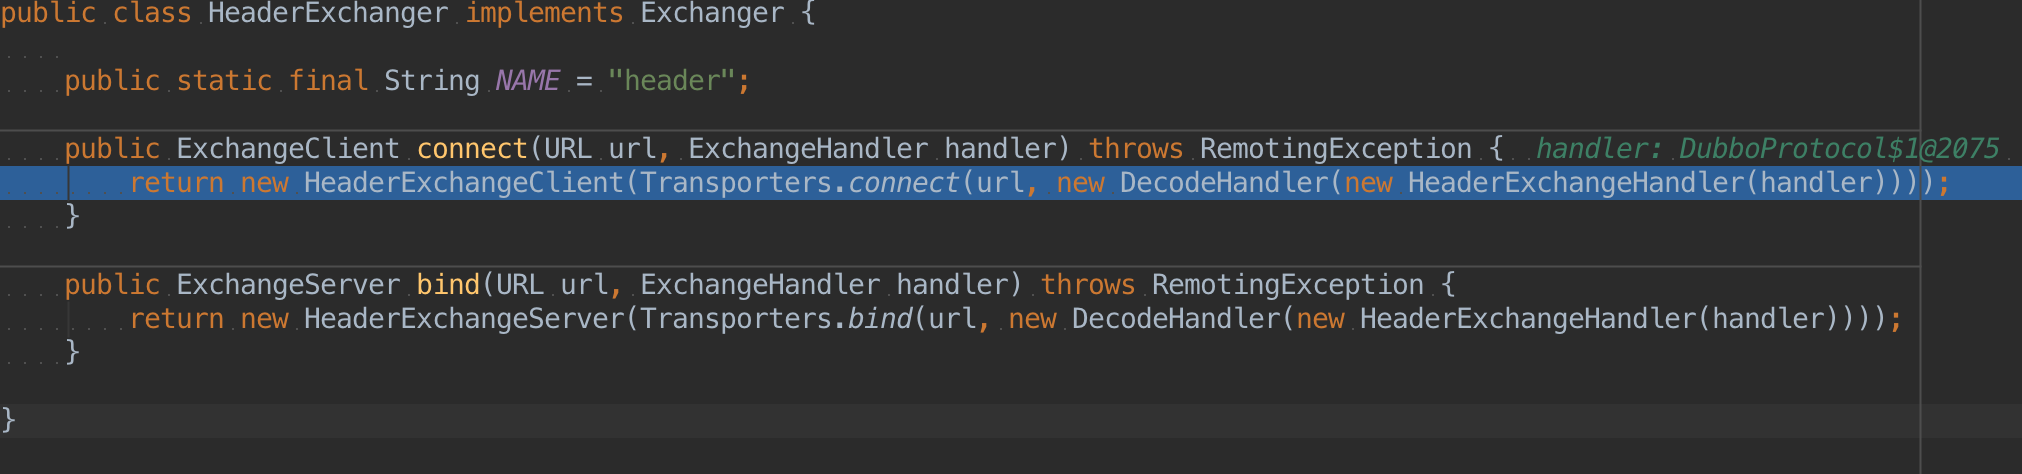 public class HeaderExchanger implements Exchanger {
public static final String NAME = "header";
public ExchangeClient connect(URL url, ExchangeHandler handler) throws RemotingException {  handler: DubboProtocol$1@2075
return new HeaderExchangeClient(Transporters.connect(url, new DecodeHandler(new HeaderExchangeHandler(handler))));
}
public ExchangeServer bind(URL url, ExchangeHandler handler) throws RemotingException {
return new HeaderExchangeServer(Transporters.bind(url, new DecodeHandler(new HeaderExchangeHandler(handler))));
}
}